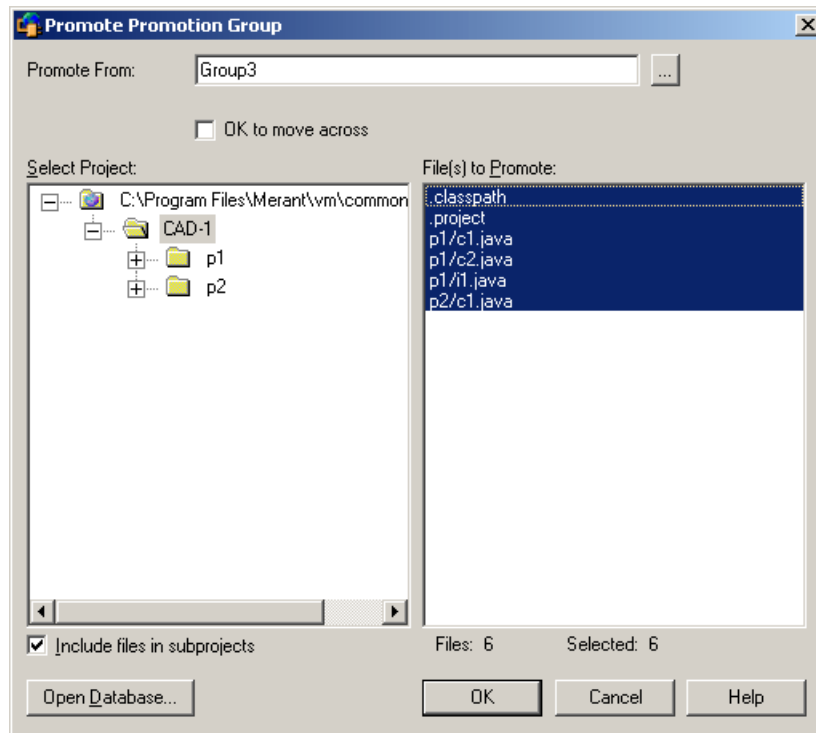 Promote Promotion Group
Promote From:
Group3
...
OK to move across
Select Project:
C:\Program Files\Merant\vm\common
CAD-1
p1
p2
File(s) to Promote:
.classpath
.project
p1/c1.java
p1/c2.java
p1/i1.java
p2/c1.java
Include files in subprojects
Files: 6 Selected: 6
Open Database...
OK Cancel Help